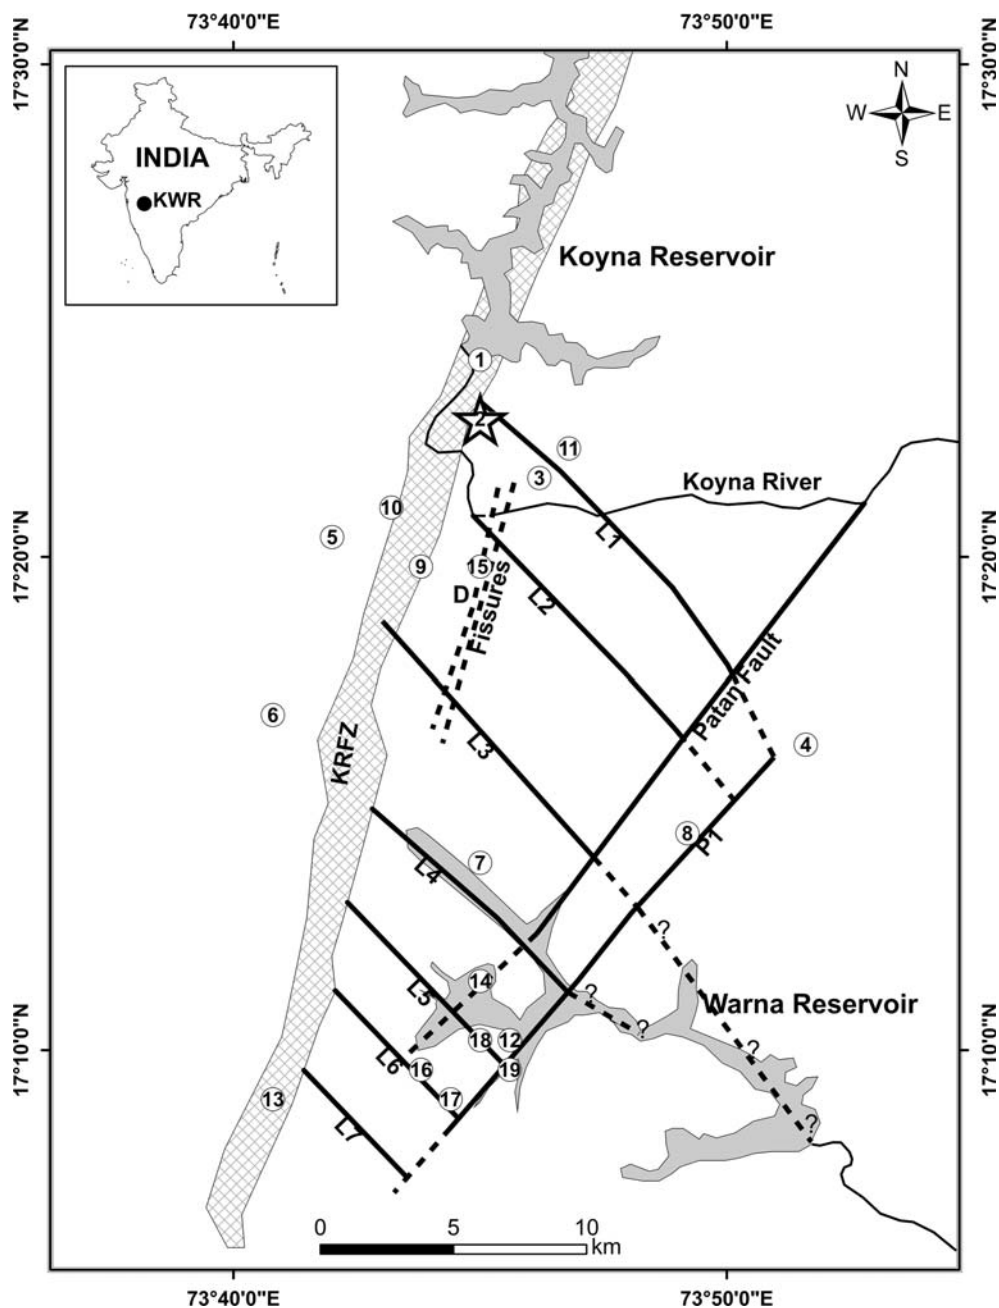 73°40'0"E
73°50'0"E
17°30'0"N
17°30'0"N
N
W
E
S
INDIA
KWR
Koyna Reservoir
1
2
11
3
Koyna River
10
5
L1
17°20'0"N
17°20'0"N
9
15
D
Fissures
L2
6
Patan Fault
4
L3
KRFZ
8
P1
7
L4
?
14
?
L5
Warna Reservoir
?
18
12
?
17°10'0"N
17°10'0"N
L6
16
19
13
17
L7
?
0
5
10
km
73°40'0"E
73°50'0"E